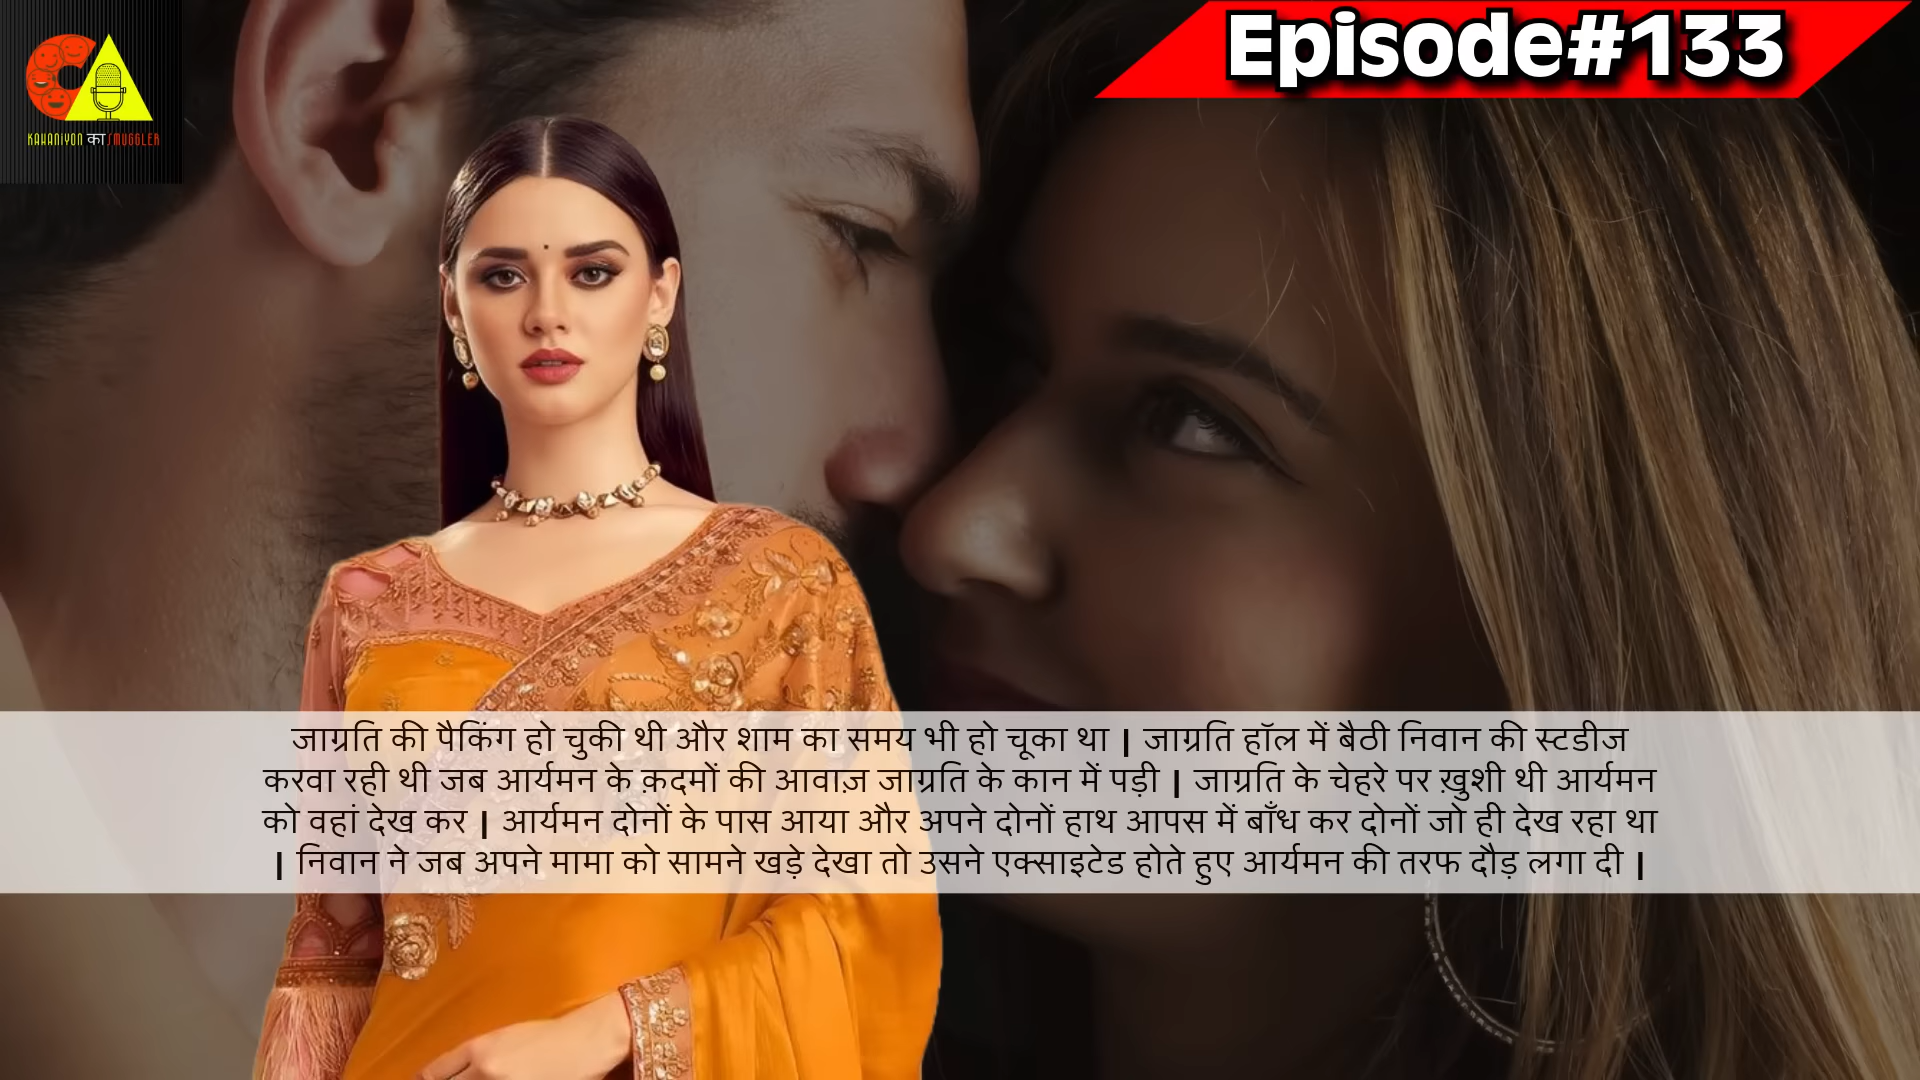 Episode#133
KAHANIYON का SMUGGLER
जाग्रति की पैकिंग हो चुकी थी और शाम का समय भी हो चूका था | जाग्रति हॉल में बैठी निवान की स्टडीज
करवा रही थी जब आर्यमन के क़दमों की आवाज़ जाग्रति के कान में पड़ी | जाग्रति के चेहरे पर ख़ुशी थी आर्यमन
को वहां देख कर | आर्यमन दोनों के पास आया और अपने दोनों हाथ आपस में बाँध कर दोनों जो ही देख रहा था
| निवान ने जब अपने मामा को सामने खड़े देखा तो उसने एक्साइटेड होते हुए आर्यमन की तरफ दौड़ लगा दी |